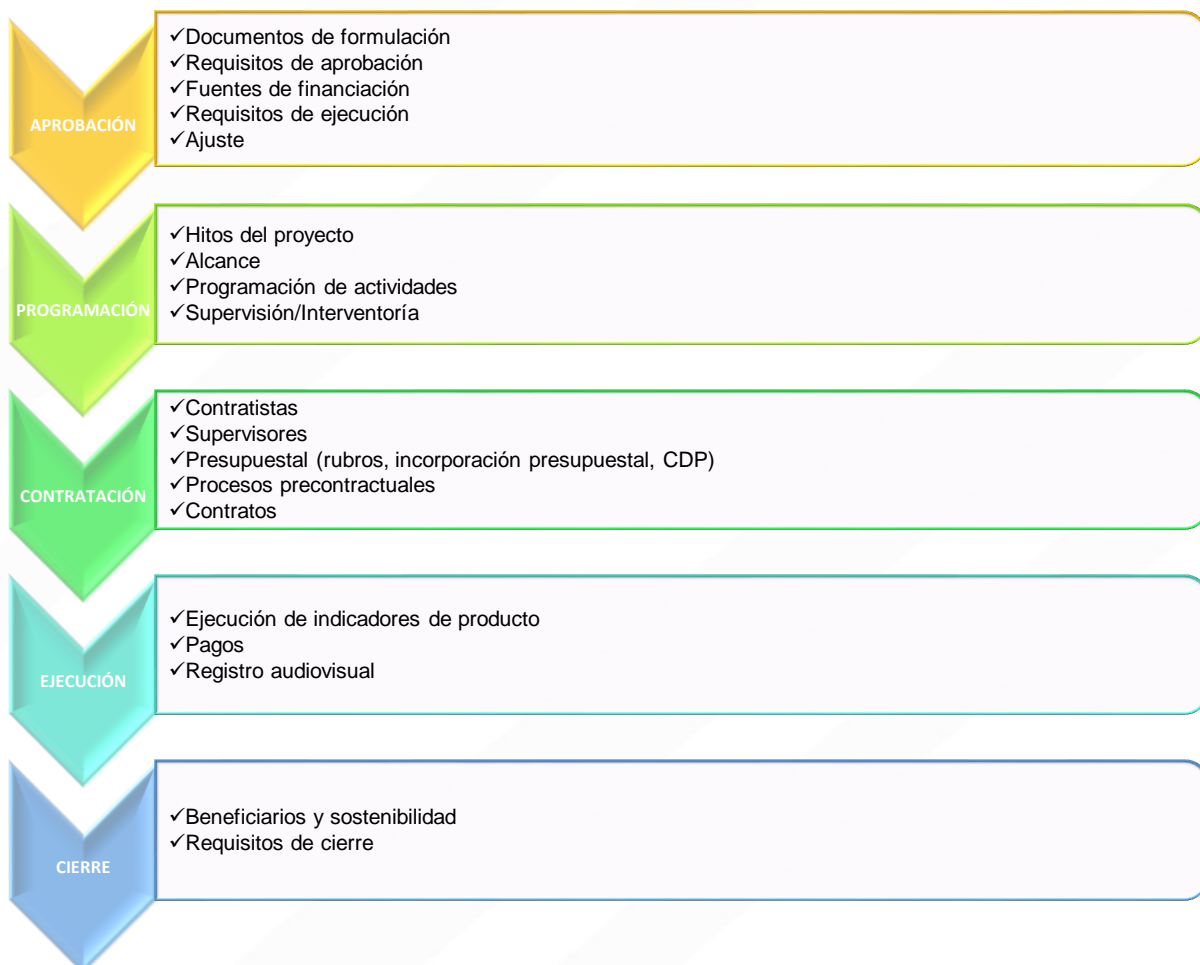 APROBACIÓN
✓Documentos de formulación
✓Requisitos de aprobación
✓Fuentes de financiación
✓Requisitos de ejecución
✓Ajuste
PROGRAMACIÓN
✓Hitos del proyecto
✓Alcance
✓Programación de actividades
✓Supervisión/Interventoría
CONTRATACIÓN
✓Contratistas
✓Supervisores
✓Presupuestal (rubros, incorporación presupuestal, CDP)
✓Procesos precontractuales
✓Contratos
EJECUCIÓN
✓Ejecución de indicadores de producto
✓Pagos
✓Registro audiovisual
CIERRE
✓Beneficiarios y sostenibilidad
✓Requisitos de cierre